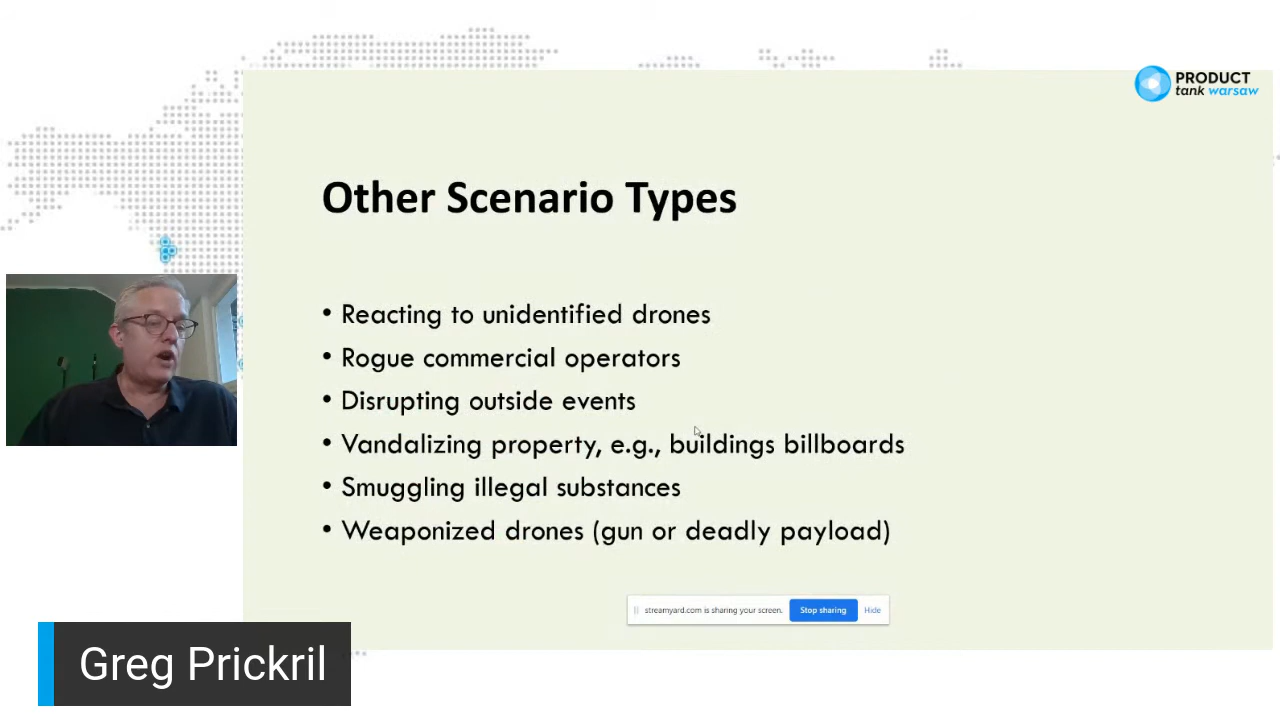 PRODUCT
tank warsaw
Other Scenario Types
• Reacting to unidentified drones
• Rogue commercial operators
• Disrupting outside events
• Vandalizing property, e.g., buildings billboards
• Smuggling illegal substances
• Weaponized drones (gun or deadly payload)
streamyard.com is sharing your screen. Stop sharing Hide
Greg Prickril